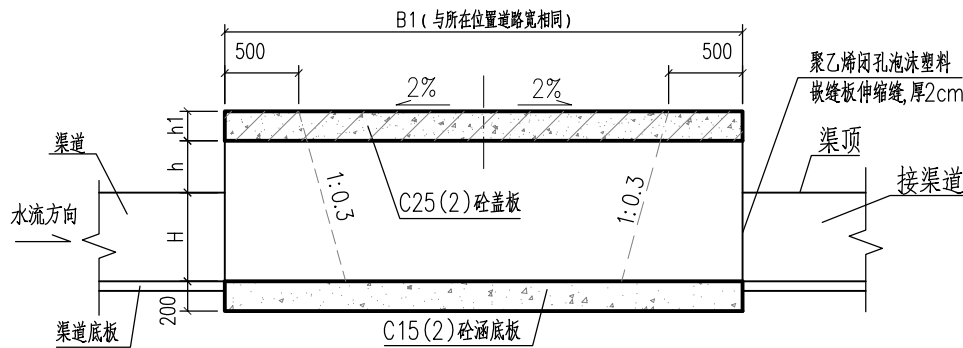 B1(与所在位置道路宽相同)
500
500
2%
2%
聚乙烯闭孔泡沫塑料
嵌缝板伸缩缝,厚2cm
h1
渠道
h
渠顶
1:0.3
1:0.3
C25(2)砼盖板
接渠道
水流方向
H
200
渠道底板
C15(2)砼涵底板